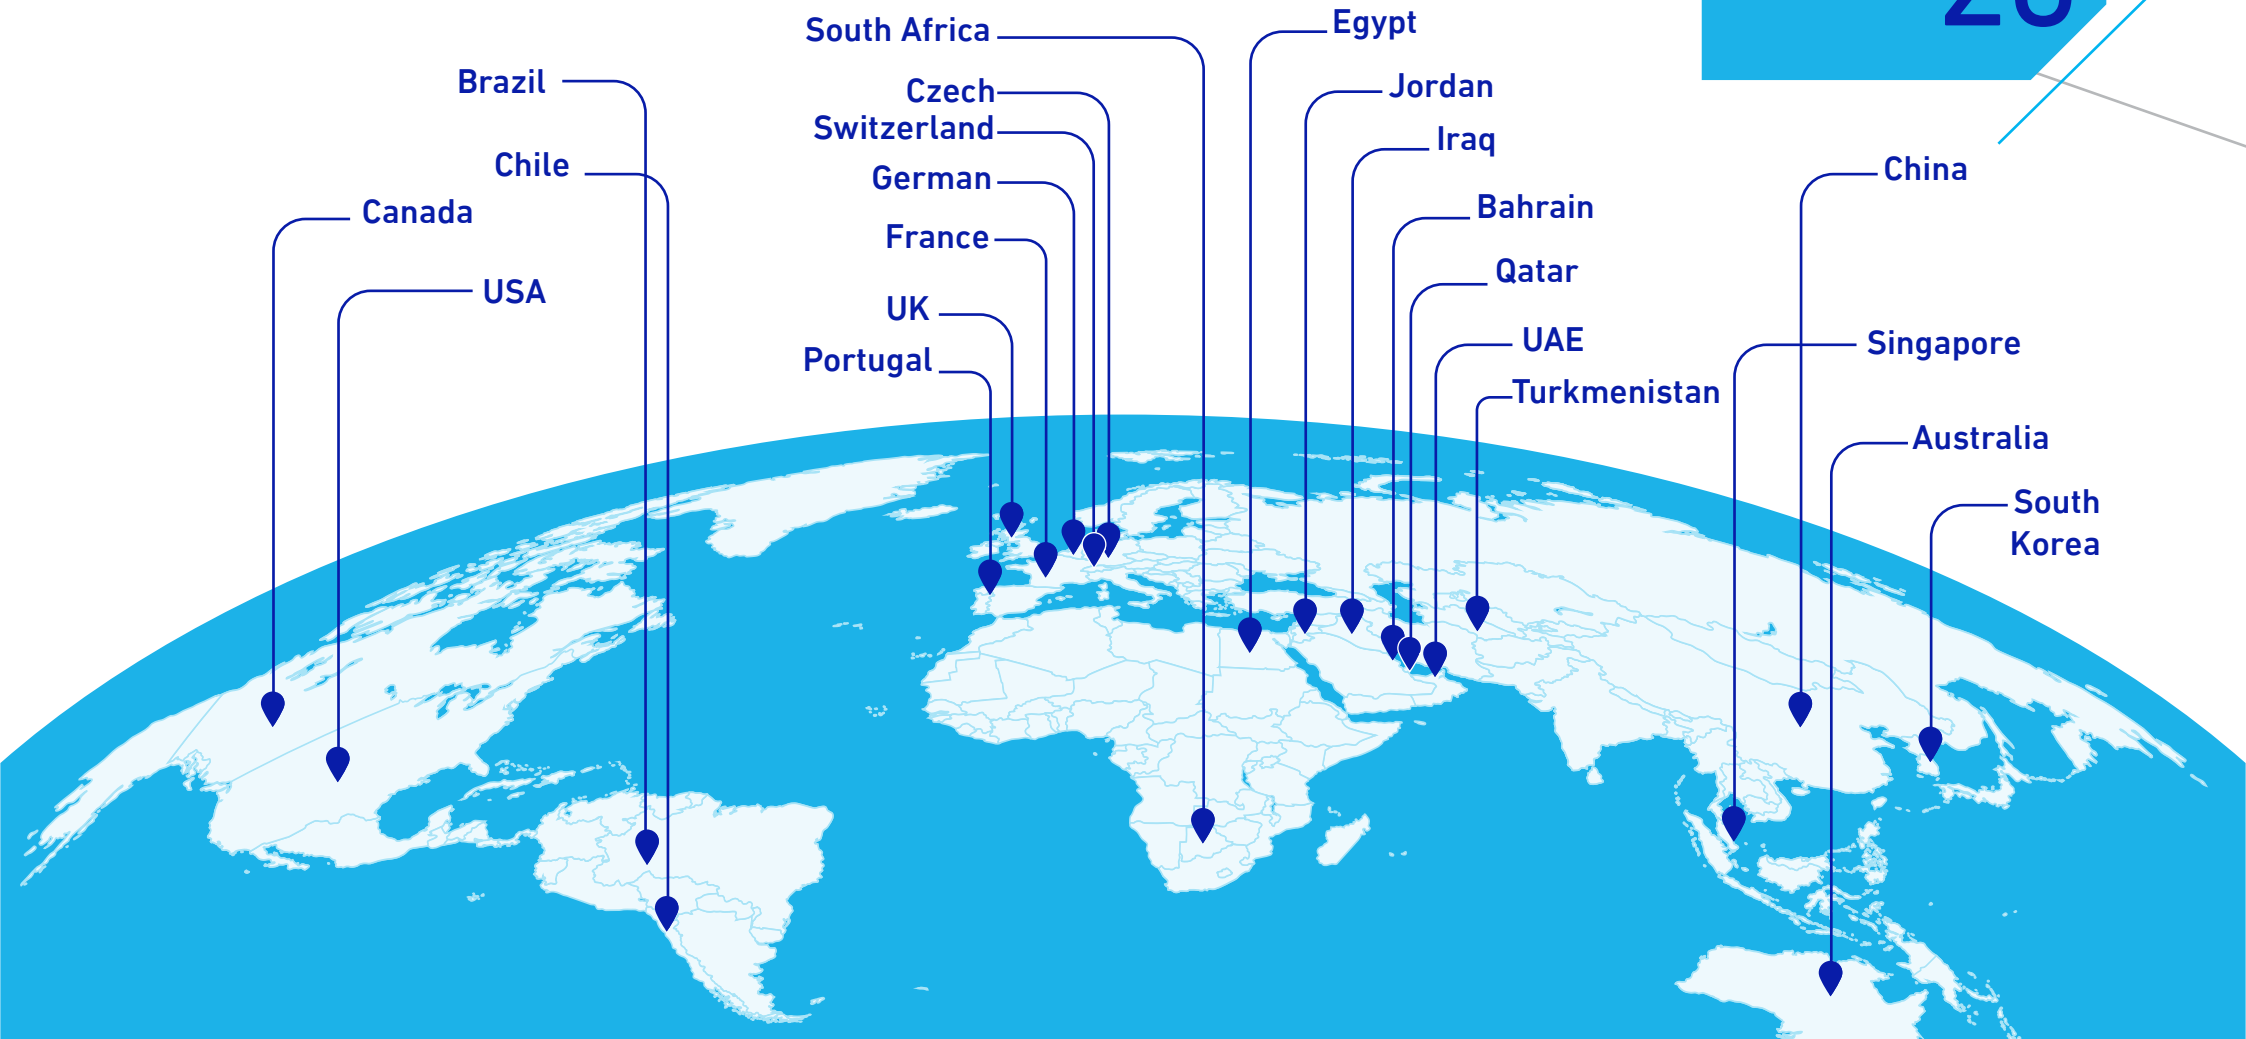 South Africa
Egypt
Brazil
Czech
Jordan
Switzerland
Iraq
Chile
German
China
Canada
Bahrain
France
Qatar
USA
UK
UAE
Singapore
Portugal
Turkmenistan
Australia
South
Korea